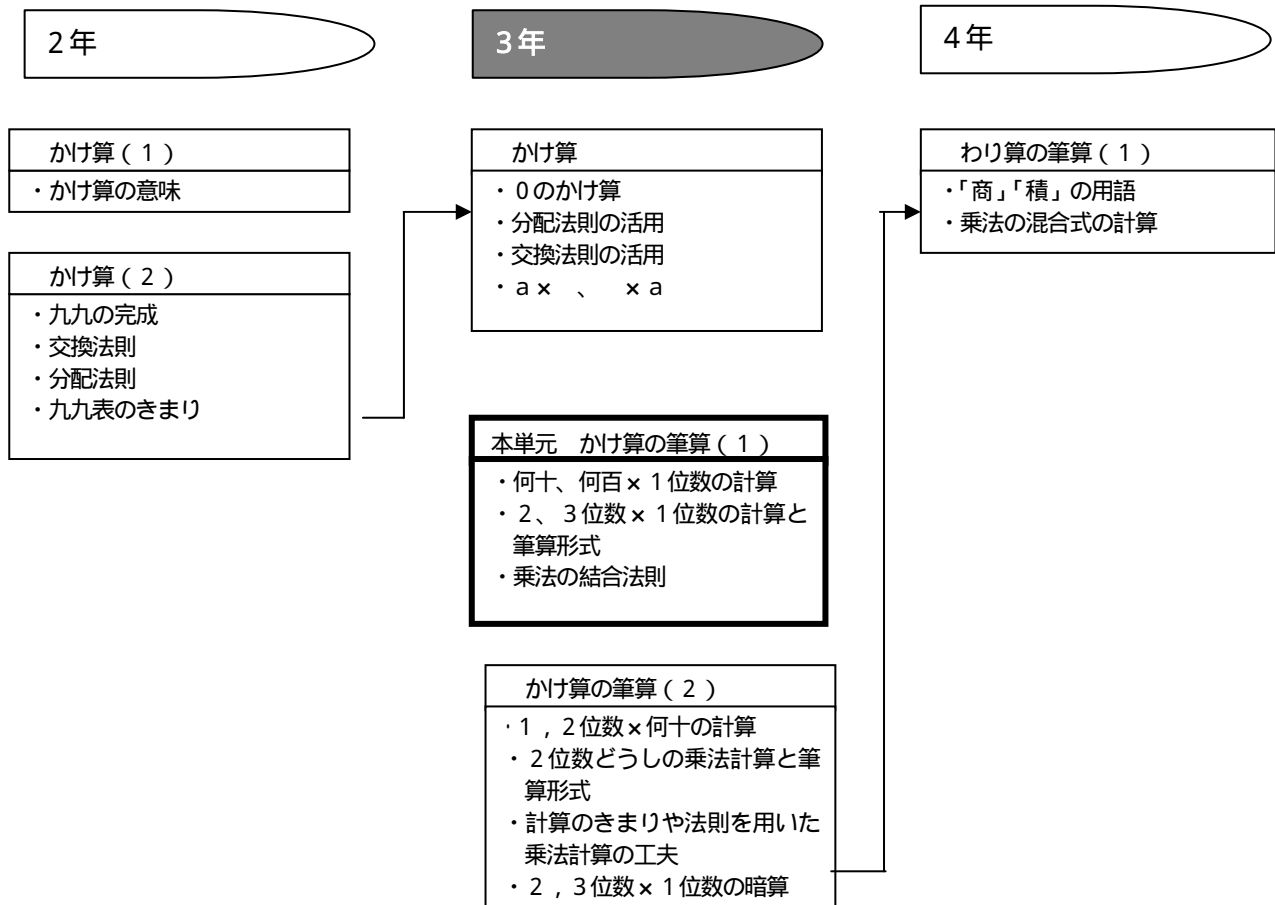 2年
かけ算(1)
・かけ算の意味
かけ算(2)
・九九の完成
・交換法則
・分配法則
・九九表のきまり
3年
かけ算
・0のかけ算
・分配法則の活用
・交換法則の活用
・a× 、 ×a
本単元 かけ算の筆算(1)
・何十、何百×1位数の計算
・2、3位数×1位数の計算と
筆算形式
・乗法の結合法則
かけ算の筆算(2)
・1,2位数×何十の計算
・2位数どうしの乗法計算と筆
算形式
・計算のきまりや法則を用いた
乗法計算の工夫
・2,3位数×1位数の暗算
4年
わり算の筆算(1)
・「商」「積」の用語
・乗法の混合式の計算